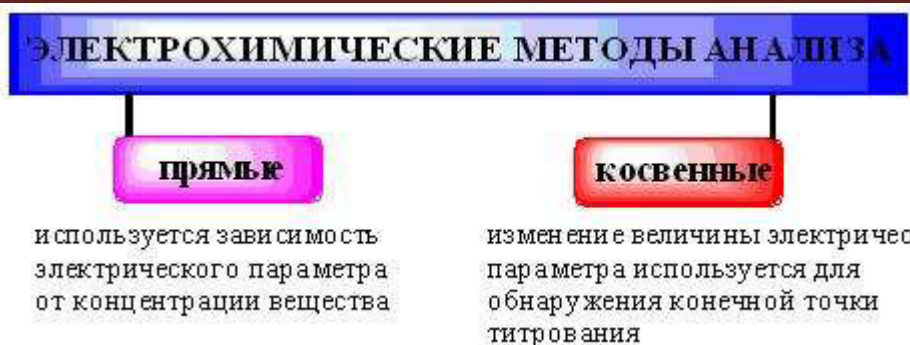 ЭЛЕКТРОХИМИЧЕСКИЕ МЕТОДЫ АНАЛИЗА
прямые
косвенные
используется зависимость
электрического параметра
от концентрации вещества
изменение величины электричес
параметра используется для
обнаружения конечной точки
титрования